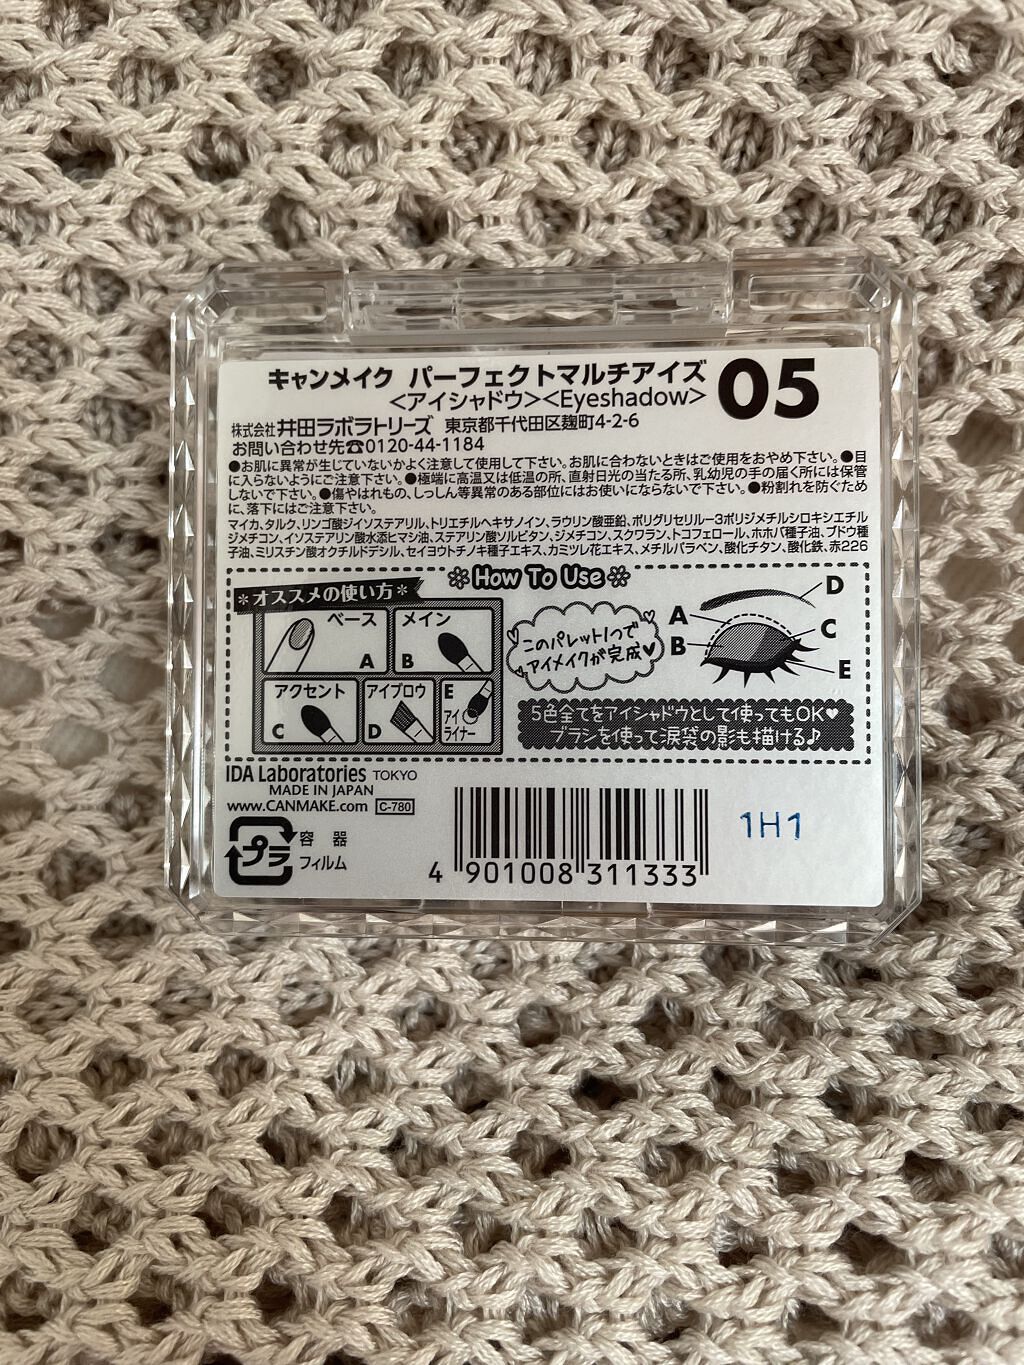 キャンメイク パーフェクトマルチアイズ
<アイシャドウ><Eyeshadow>
05
株式会社 井田ラボラトリーズ 東京都千代田区麹町4-2-6
お問い合わせ先☎0120-44-1184
●お肌に異常が生じていないかよく注意して使用して下さい。お肌に合わないときはご使用をおやめ下さい。●目
に入らないようにご注意下さい。●極端に高温又は低温の所、直射日光の当たる所、乳幼児の手の届く所には保管
しないで下さい。●傷やはれもの、しっしん等異常のある部位にはお使いにならないで下さい。●粉割れを防ぐため
に、落下にはご注意下さい。
マイカ、タルク、リンゴ酸ジイソステアリル、トリエチルヘキサノイン、ラウリン酸亜鉛、ポリグリセリル-3ポリジメチルシロキシエチル
ジメチコン、イソステアリン酸水添ヒマシ油、ステアリン酸ソルビタン、ジメチコン、スクワラン、トコフェロール、ホホバ種子油、ブドウ種
子油、ミリスチン酸オクチルドデシル、セイヨウトチノキ種子エキス、カミツレ花エキス、メチルパラベン、酸化チタン、酸化鉄、赤226
How To Use
*オススメの使い方*
ベース
A
メイン
B
アクセント
C
アイブロウ
D
E
アイ
ライナー
このパレット1つで
アイメイクが完成♥
A
B
D
C
E
5色全てをアイシャドウとして使ってもOK♥
ブラシを使って涙袋の影も描ける♪
IDA Laboratories TOKYO
MADE IN JAPAN
www.CANMAKE.com C-780
プラ
容器
フィルム
4 901008 311333
1H1